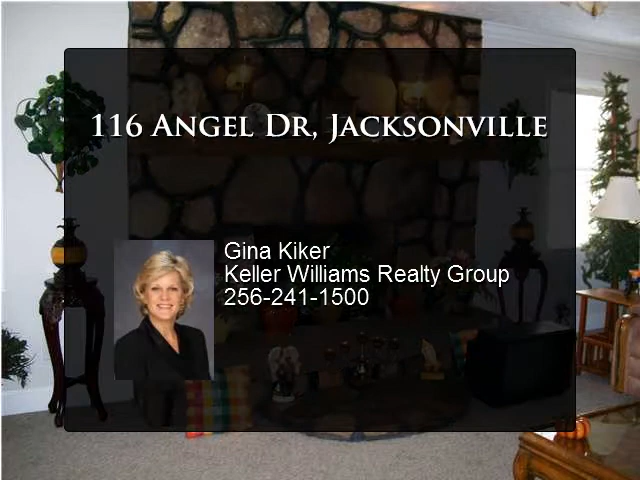 116 Angel Dr, Jacksonville
Gina Kiker
Keller Williams Realty Group
256-241-1500